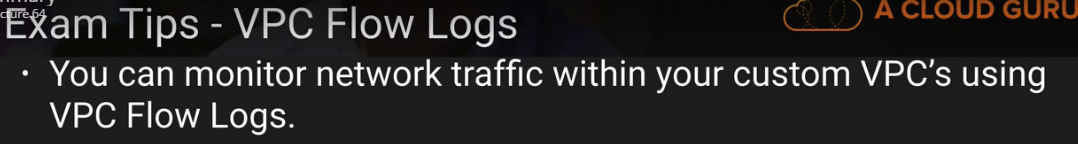 Exam Tips - VPC Flow Logs
A CLOUD GURU
• You can monitor network traffic within your custom VPC’s using
VPC Flow Logs.